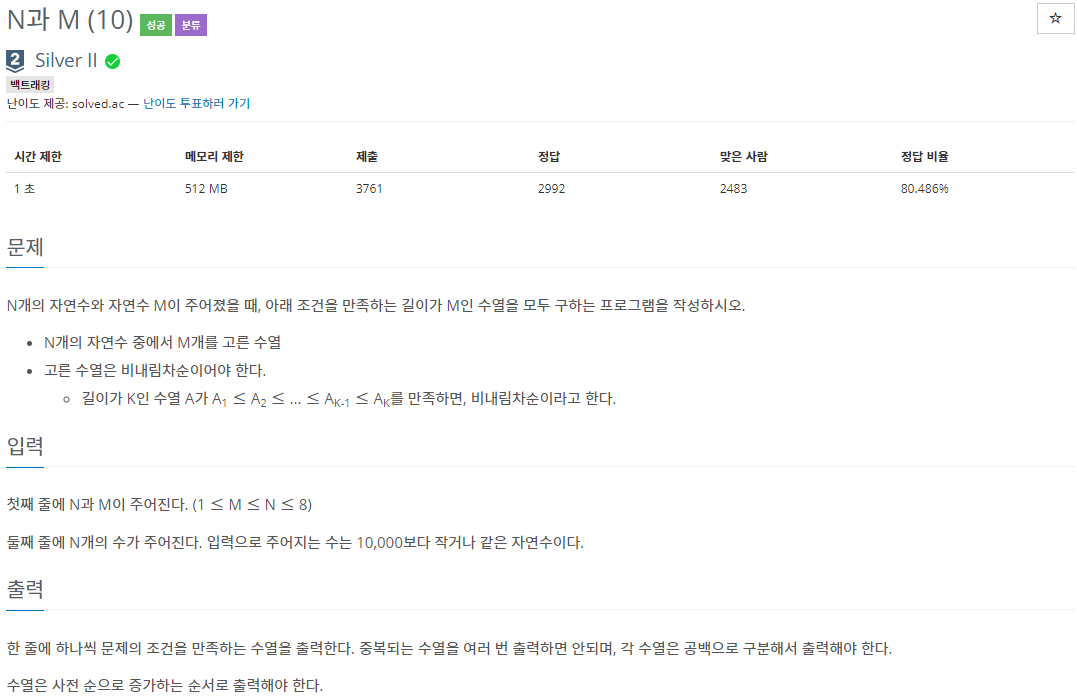 N과 M (10) 성공 분류
☆
2 Silver II
백트래킹
난이도 제공: solved.ac — 난이도 투표하러 가기
시간 제한 메모리 제한 제출 정답 맞은 사람 정답 비율
1 초 512 MB 3761 2992 2483 80.486%
문제
N개의 자연수와 자연수 M이 주어졌을 때, 아래 조건을 만족하는 길이가 M인 수열을 모두 구하는 프로그램을 작성하시오.
• N개의 자연수 중에서 M개를 고른 수열
• 고른 수열은 비내림차순이어야 한다.
◦ 길이가 K인 수열 A가 A1 ≤ A2 ≤ ... ≤ AK-1 ≤ AK를 만족하면, 비내림차순이라고 한다.
입력
첫째 줄에 N과 M이 주어진다. (1 ≤ M ≤ N ≤ 8)
둘째 줄에 N개의 수가 주어진다. 입력으로 주어지는 수는 10,000보다 작거나 같은 자연수이다.
출력
한 줄에 하나씩 문제의 조건을 만족하는 수열을 출력한다. 중복되는 수열을 여러 번 출력하면 안되며, 각 수열은 공백으로 구분해서 출력해야 한다.
수열은 사전 순으로 증가하는 순서로 출력해야 한다.